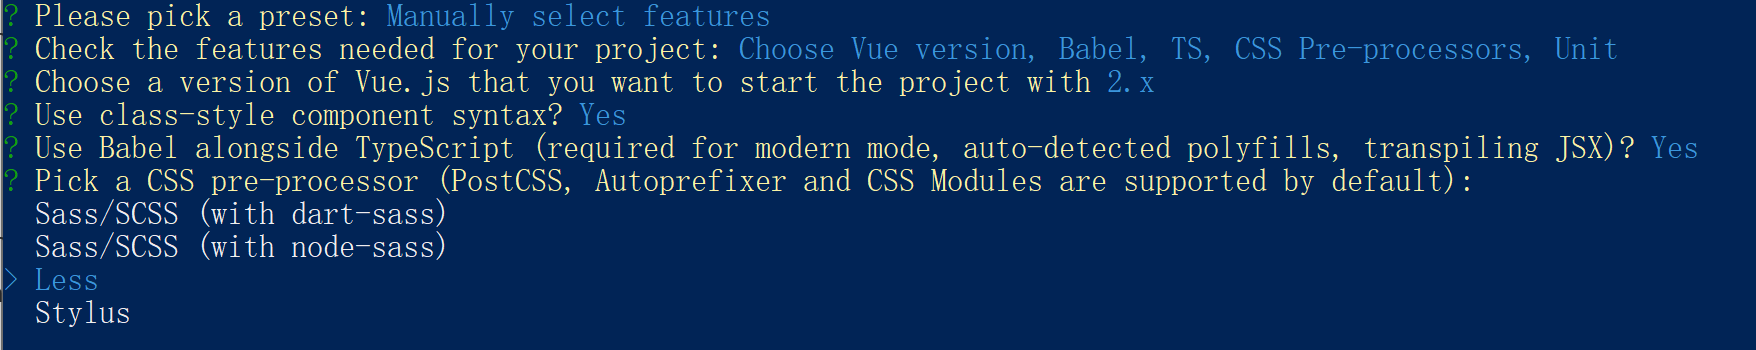 ? Please pick a preset: Manually select features
? Check the features needed for your project: Choose Vue version, Babel, TS, CSS Pre-processors, Unit
? Choose a version of Vue.js that you want to start the project with 2.x
? Use class-style component syntax? Yes
? Use Babel alongside TypeScript (required for modern mode, auto-detected polyfills, transpiling JSX)? Yes
? Pick a CSS pre-processor (PostCSS, Autoprefixer and CSS Modules are supported by default):
Sass/SCSS (with dart-sass)
Sass/SCSS (with node-sass)
> Less
Stylus